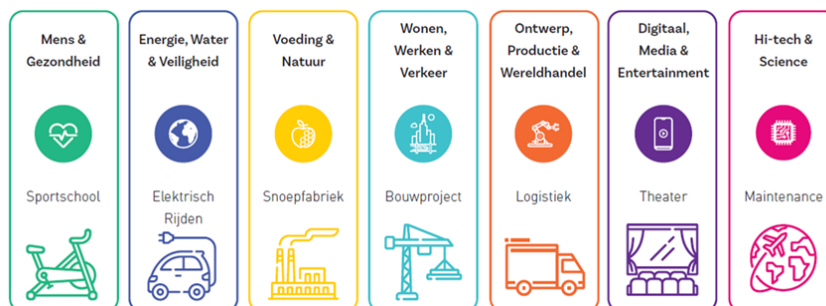 Mens &
Gezondheid
Sportschool
Energie, Water
& Veiligheid
Elektrisch
Rijden
Voeding &
Natuur
Snoepfabriek
Wonen,
Werken &
Verkeer
Bouwproject
Ontwerp,
Productie &
Wereldhandel
Logistiek
Digitaal,
Media &
Entertainment
Theater
Hi-tech &
Science
Maintenance